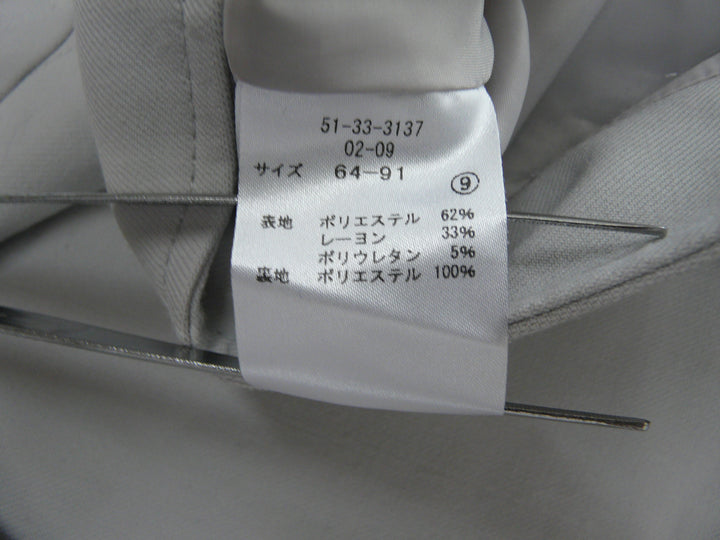 51-33-3137
02-09
サイズ 64-91
⑨
表地 ポリエステル 62%
レーヨン 33%
ポリウレタン 5%
裏地 ポリエステル 100%